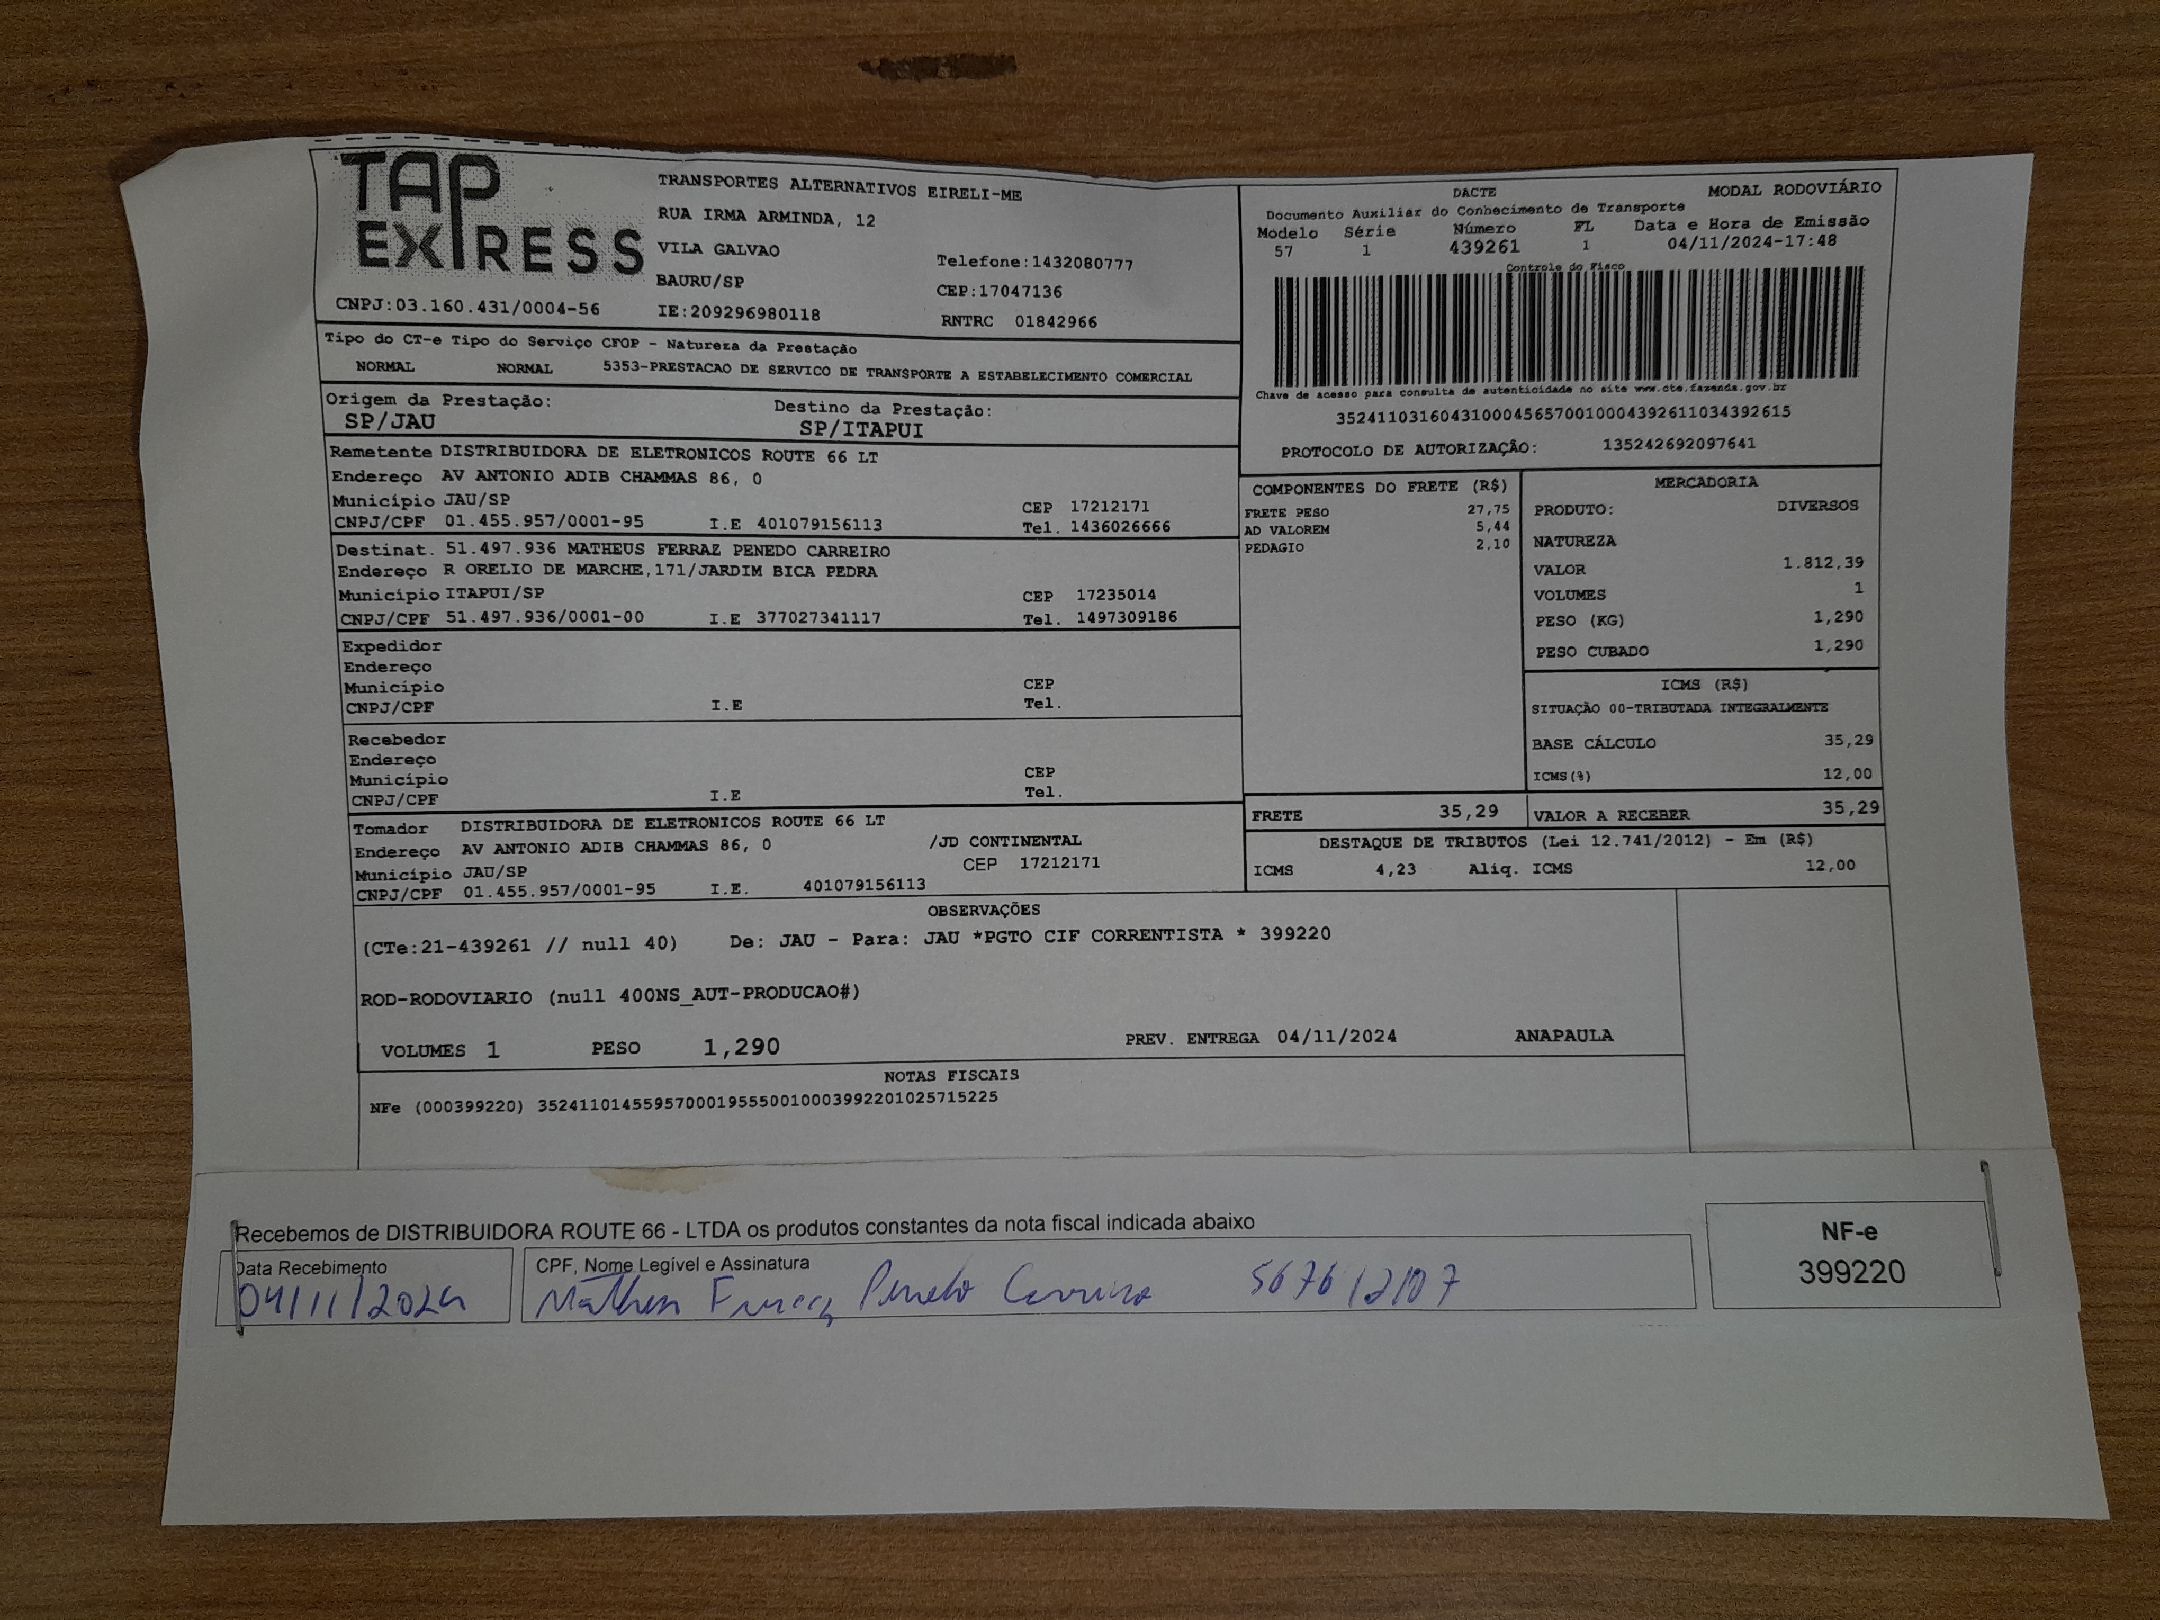 TAP
EXPRESS
CNPJ:03.160.431/0004-56
TRANSPORTES ALTERNATIVOS EIRELI-ME
RUA IRMA ARMINDA, 12
VILA GALVAO
BAURU/SP
IE:209296980118
Telefone:1432080777
CEP:17047136
RNTRC 01842966
DACTE MODAL RODOVIÁRIO
Documento Auxiliar do Conhecimento de Transporte
Modelo Série Número FL Data e Hora de Emissão
57 1 439261 1 04/11/2024-17:48
Controle do Fisco
Chave de acesso para consulta de autenticidade no site www.cte.fazenda.gov.br
35241103160431000456570010004392611034392615
PROTOCOLO DE AUTORIZAÇÃO: 135242692097641
Tipo do CT-e Tipo do Serviço CFOP - Natureza da Prestação
NORMAL NORMAL 5353-PRESTACAO DE SERVICO DE TRANSPORTE A ESTABELECIMENTO COMERCIAL
Origem da Prestação: Destino da Prestação:
SP/JAU SP/ITAPUI
Remetente DISTRIBUIDORA DE ELETRONICOS ROUTE 66 LT
Endereço AV ANTONIO ADIB CHAMMAS 86, 0
Município JAU/SP CEP 17212171
CNPJ/CPF 01.455.957/0001-95 I.E 401079156113 Tel. 1436026666
Destinat. 51.497.936 MATHEUS FERRAZ PENEDO CARREIRO
Endereço R ORELIO DE MARCHE,171/JARDIM BICA PEDRA
Município ITAPUI/SP CEP 17235014
CNPJ/CPF 51.497.936/0001-00 I.E 377027341117 Tel. 1497309186
Expedidor
Endereço
Município CEP
CNPJ/CPF I.E Tel.
Recebedor
Endereço
Município CEP
CNPJ/CPF I.E Tel.
Tomador DISTRIBUIDORA DE ELETRONICOS ROUTE 66 LT
Endereço AV ANTONIO ADIB CHAMMAS 86, 0 /JD CONTINENTAL
Município JAU/SP CEP 17212171
CNPJ/CPF 01.455.957/0001-95 I.E. 401079156113
COMPONENTES DO FRETE (R$)
FRETE PESO 27,75
AD VALOREM 5,44
PEDAGIO 2,10
MERCADORIA
PRODUTO: DIVERSOS
NATUREZA
VALOR 1.812,39
VOLUMES 1
PESO (KG) 1,290
PESO CUBADO 1,290
ICMS (R$)
SITUAÇÃO 00-TRIBUTADA INTEGRALMENTE
BASE CÁLCULO 35,29
ICMS(%) 12,00
FRETE 35,29 VALOR A RECEBER 35,29
DESTAQUE DE TRIBUTOS (Lei 12.741/2012) - Em (R$)
ICMS 4,23 Aliq. ICMS 12,00
OBSERVAÇÕES
(CTe:21-439261 // null 40) De: JAU - Para: JAU *PGTO CIF CORRENTISTA * 399220
ROD-RODOVIARIO (null 400NS_AUT-PRODUCAO#)
VOLUMES 1 PESO 1,290 PREV. ENTREGA 04/11/2024 ANAPAULA
NOTAS FISCAIS
NFe (000399220) 35241101455957000195550010003992201025715225
Recebemos de DISTRIBUIDORA ROUTE 66 - LTDA os produtos constantes da nota fiscal indicada abaixo
Data Recebimento CPF, Nome Legível e Assinatura
04/11/2024 Matheus Ferraz Penedo Carreiro
NF-e
399220